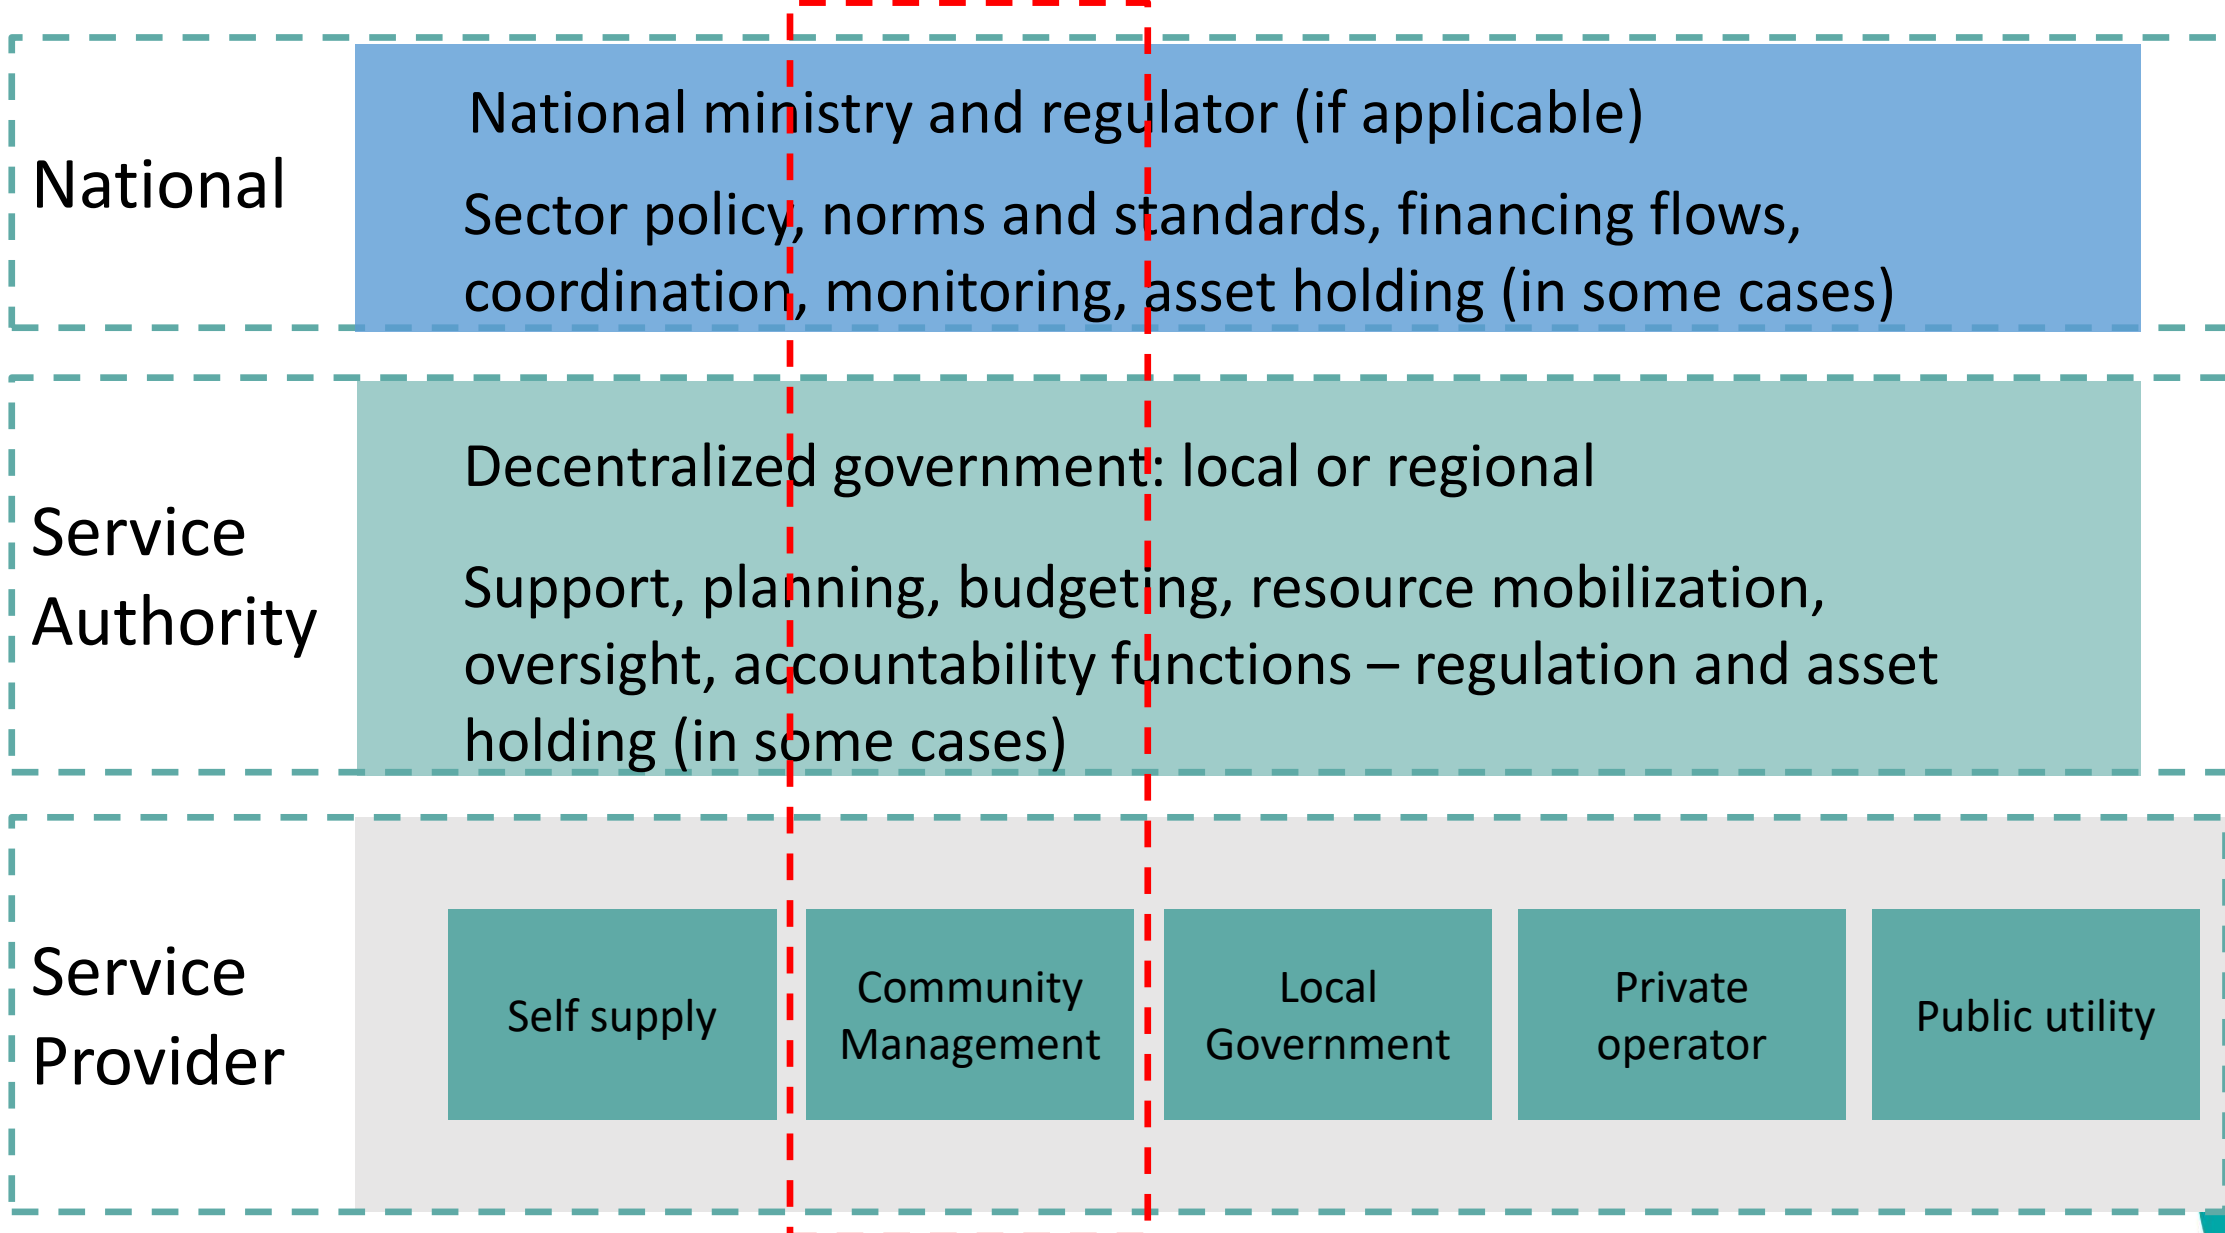 National
National ministry and regulator (if applicable)
Sector policy, norms and standards, financing flows,
coordination, monitoring, asset holding (in some cases)
Service
Authority
Decentralized government: local or regional
Support, planning, budgeting, resource mobilization,
oversight, accountability functions – regulation and asset
holding (in some cases)
Service
Provider
Self supply
Community
Management
Local
Government
Private
operator
Public utility